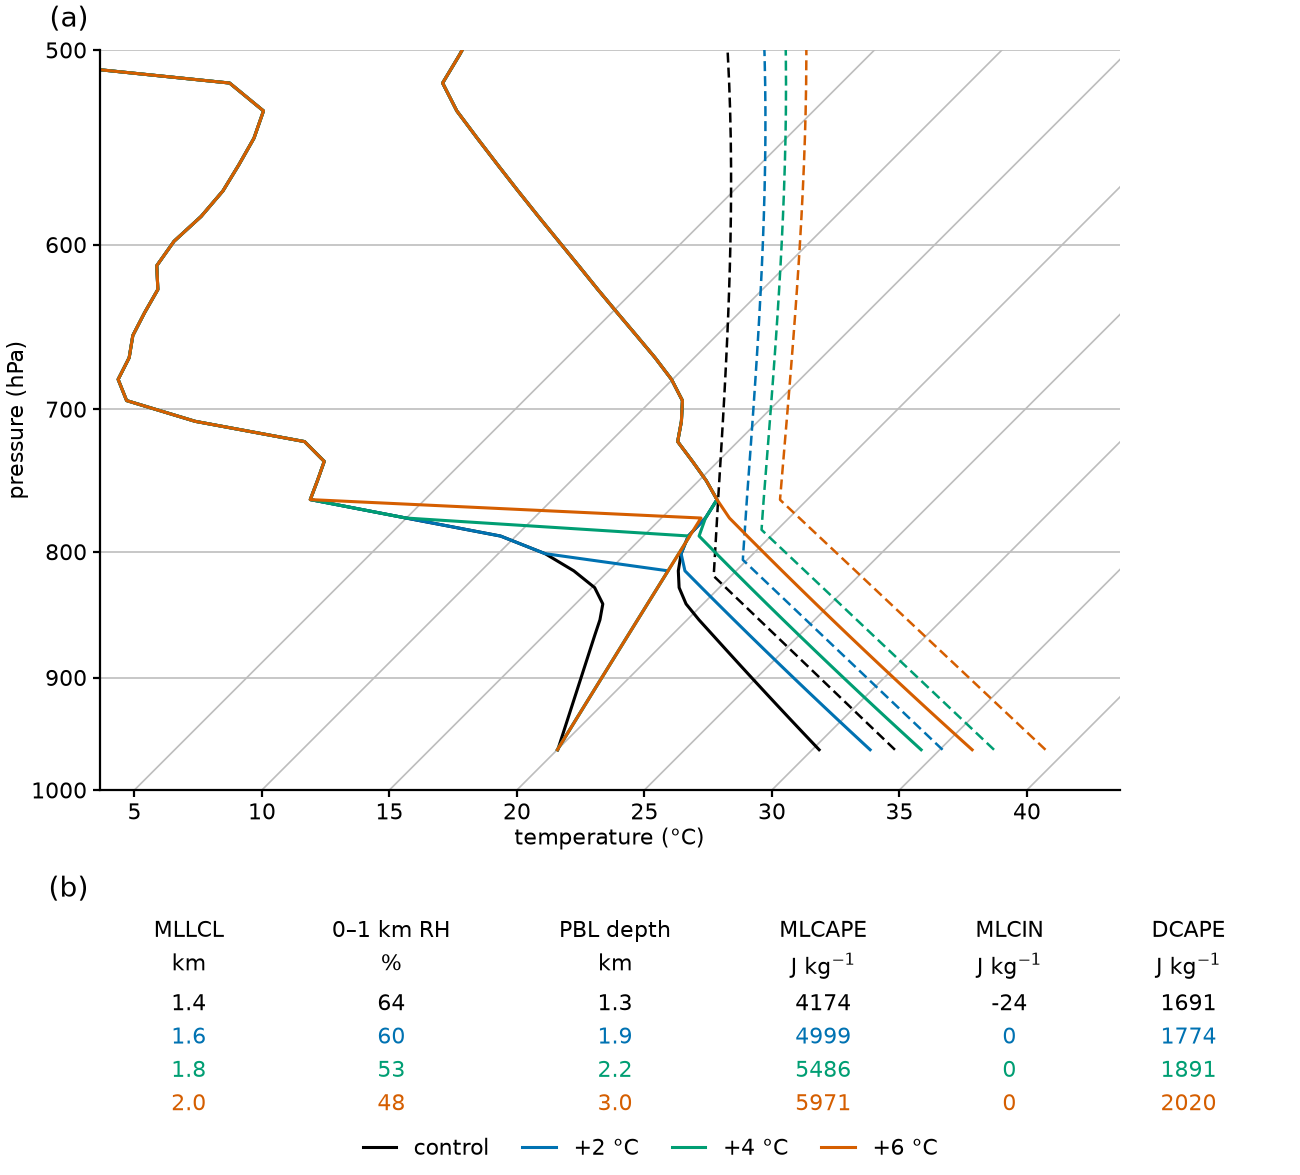 (a)
500
600
700
800
900
1000
pressure (hPa)
5 10 15 20 25 30 35 40
temperature (°C)
(b)
MLLCL 0–1 km RH PBL depth MLCAPE MLCIN DCAPE
km % km J kg⁻¹ J kg⁻¹ J kg⁻¹
1.4 64 1.3 4174 -24 1691
1.6 60 1.9 4999 0 1774
1.8 53 2.2 5486 0 1891
2.0 48 3.0 5971 0 2020
control +2 °C +4 °C +6 °C